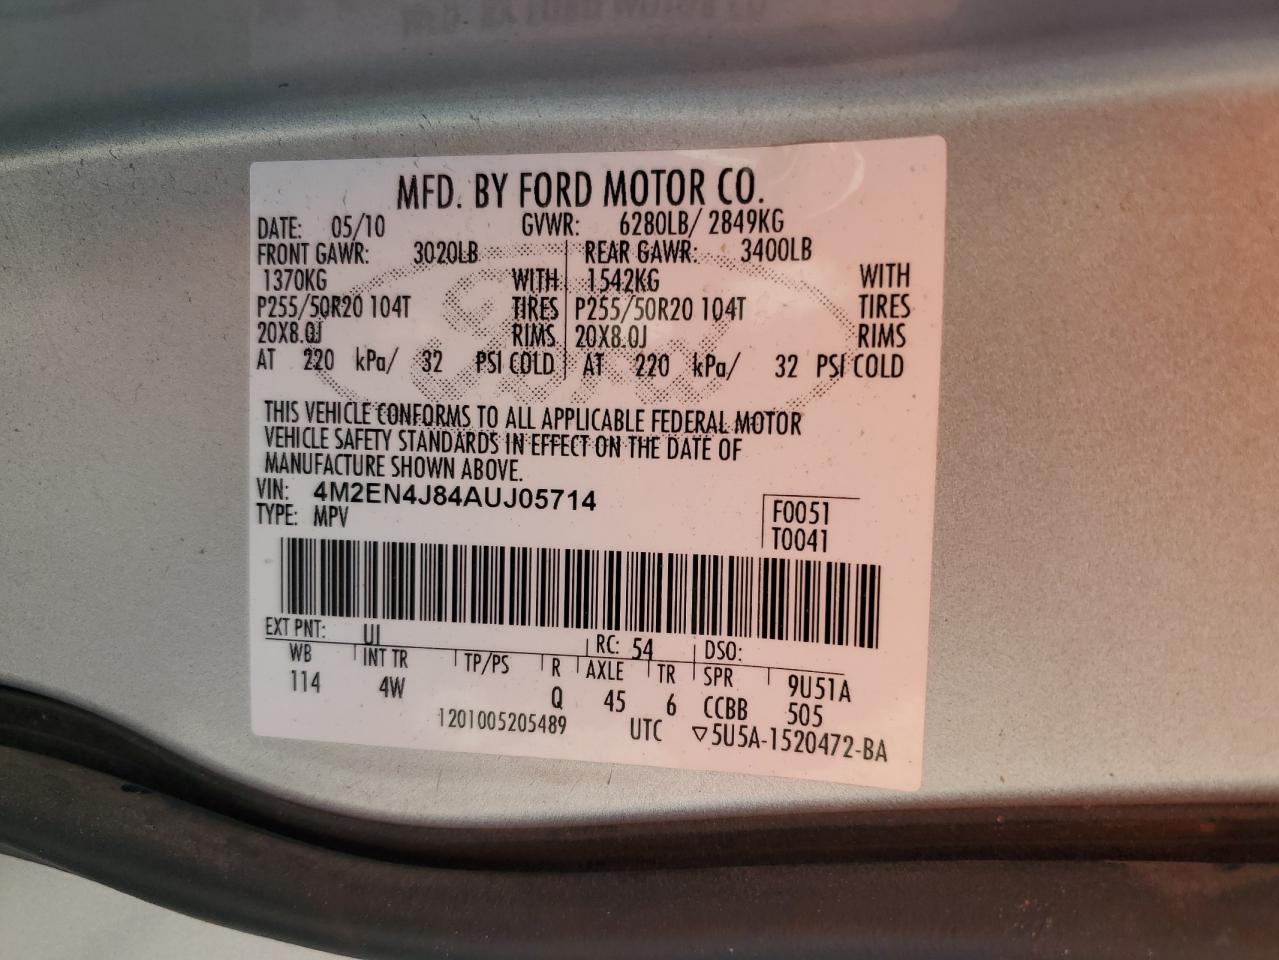 MFD. BY FORD MOTOR CO.
DATE: 05/10 GVWR: 6280LB/ 2849KG
FRONT GAWR: 3020LB REAR GAWR: 3400LB
1370KG WITH 1542KG WITH
P255/50R20 104T TIRES P255/50R20 104T TIRES
20X8.0J RIMS 20X8.0J RIMS
AT 220 kPa/ 32 PSI COLD AT 220 kPa/ 32 PSI COLD
THIS VEHICLE CONFORMS TO ALL APPLICABLE FEDERAL MOTOR
VEHICLE SAFETY STANDARDS IN EFFECT ON THE DATE OF
MANUFACTURE SHOWN ABOVE.
VIN: 4M2EN4J84AUJ05714
TYPE: MPV
F0051
T0041
EXT PNT: UI RC: 54 DSO:
WB INT TR TP/PS R AXLE TR SPR 9U51A
114 4W Q 45 6 CCBB 505
1201005205489 UTC ▽5U5A-1520472-BA